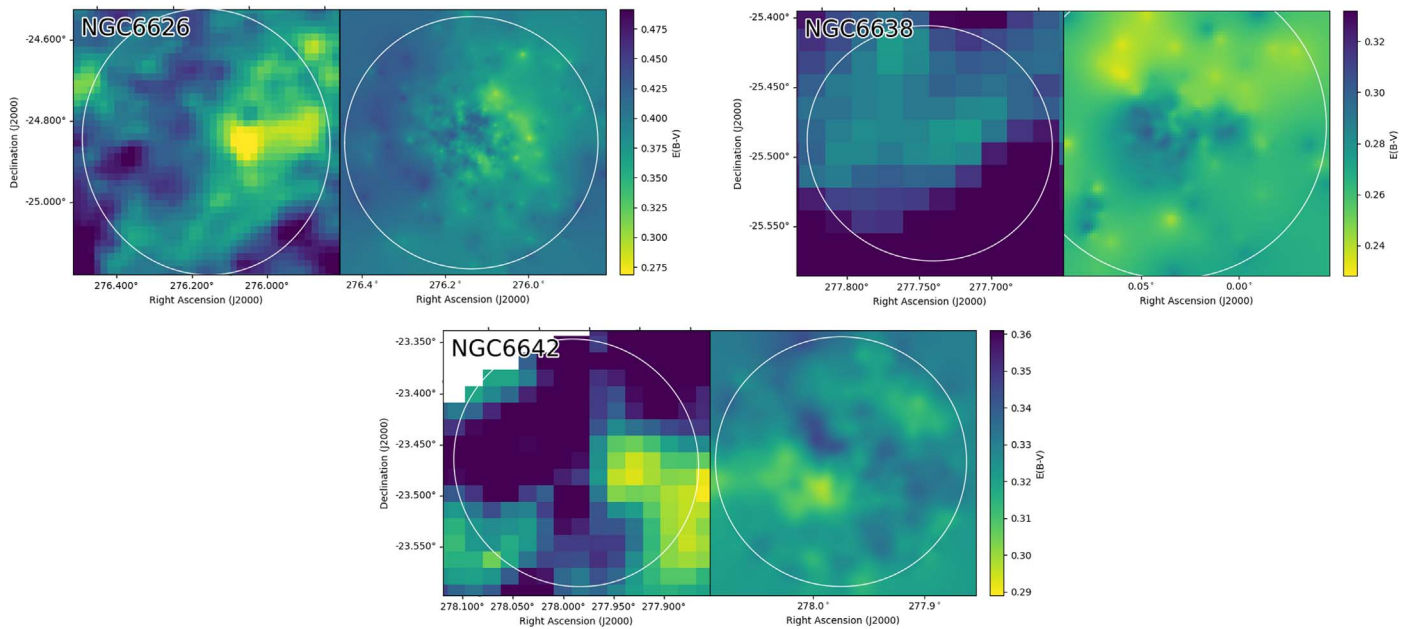 NGC6626
-24.600°
-24.800°
-25.000°
Declination (J2000)
276.400° 276.200° 276.000°
Right Ascension (J2000)
276.4° 276.2° 276.0°
Right Ascension (J2000)
0.475
0.450
0.425
0.400
0.375
0.350
0.325
0.300
0.275
E(B-V)
NGC6638
-25.400°
-25.450°
-25.500°
-25.550°
Declination (J2000)
277.800° 277.750° 277.700°
Right Ascension (J2000)
0.05° 0.00°
Right Ascension (J2000)
0.32
0.30
0.28
0.26
0.24
E(B-V)
NGC6642
-23.350°
-23.400°
-23.450°
-23.500°
-23.550°
Declination (J2000)
278.100° 278.050° 278.000° 277.950° 277.900°
Right Ascension (J2000)
278.0° 277.9°
Right Ascension (J2000)
0.36
0.35
0.34
0.33
0.32
0.31
0.30
0.29
E(B-V)